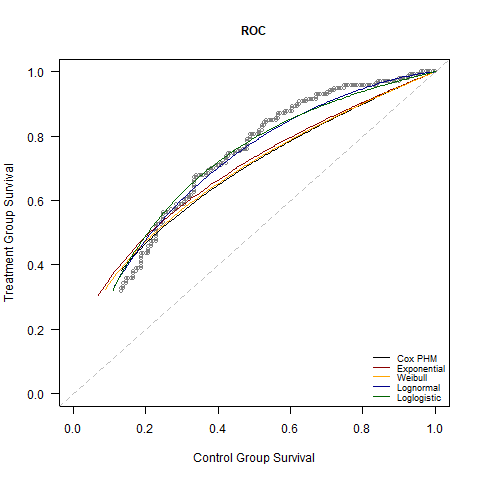 ROC
Treatment Group Survival
1.0
0.8
0.6
0.4
0.2
0.0
Cox PHM
Exponential
Weibull
Lognormal
Loglogistic
0.0 0.2 0.4 0.6 0.8 1.0
Control Group Survival